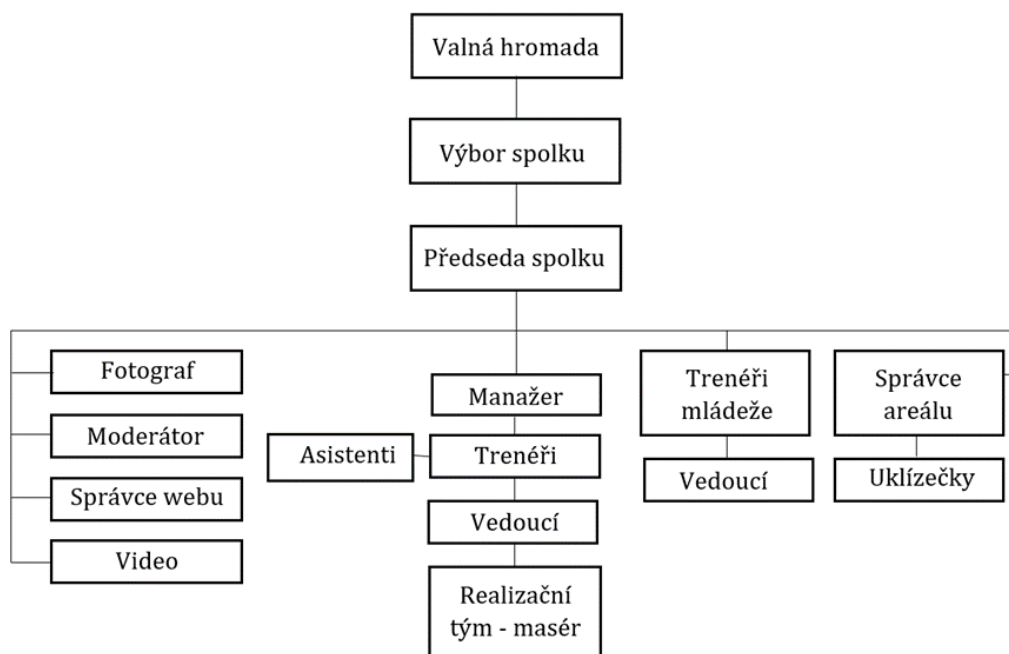 Valná hromada
Výbor spolku
Předseda spolku
Fotograf
Moderátor
Správce webu
Video
Manažer
Asistenti
Trenéři
Vedoucí
Realizační
tým - masér
Trenéři
mládeže
Vedoucí
Správce
areálu
Uklízečky